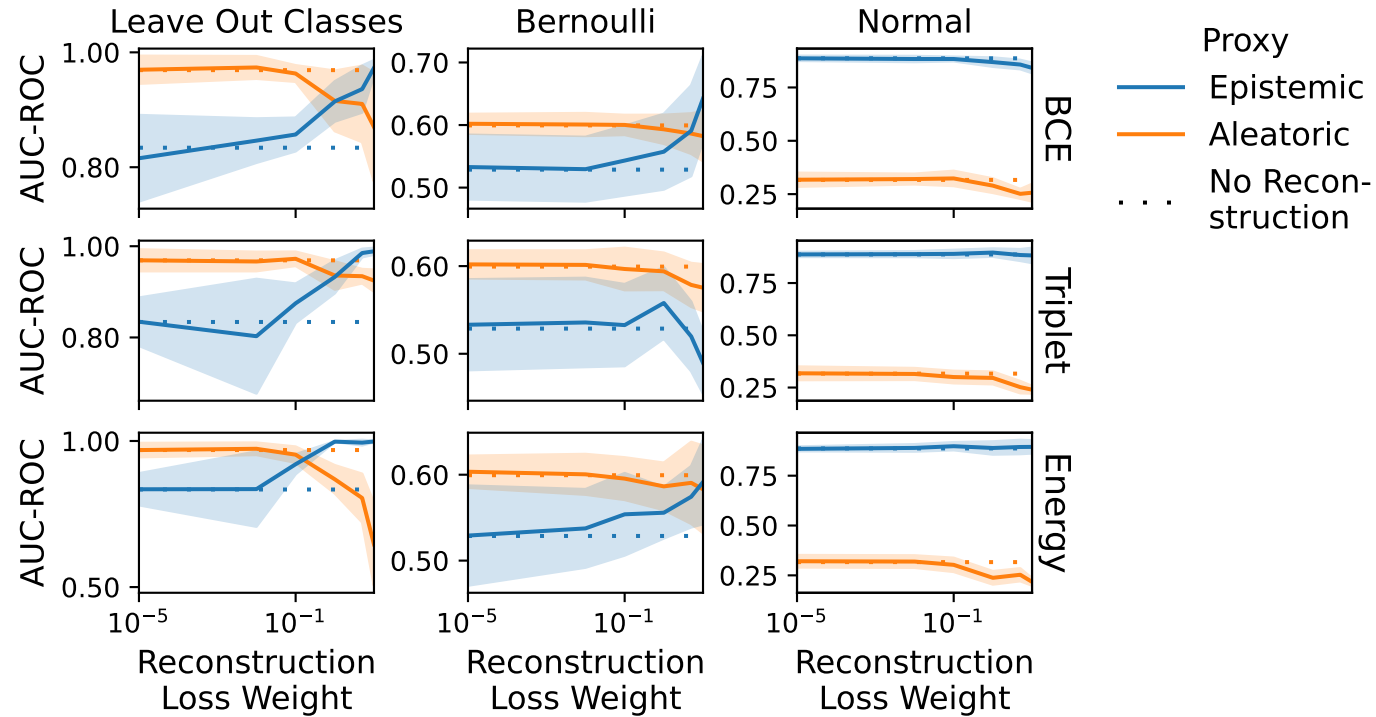 Leave Out Classes Bernoulli Normal
AUC-ROC 1.00 0.80
0.70 0.60 0.50
0.75 0.50 0.25
BCE
Proxy
Epistemic
Aleatoric
No Recon-
struction
AUC-ROC 1.00 0.80
0.60 0.50
0.75 0.50 0.25
Triplet
AUC-ROC 1.00 0.50
0.60 0.50
0.75 0.50 0.25
Energy
10⁻⁵ 10⁻¹ 10⁻⁵ 10⁻¹ 10⁻⁵ 10⁻¹
Reconstruction Reconstruction Reconstruction
Loss Weight Loss Weight Loss Weight